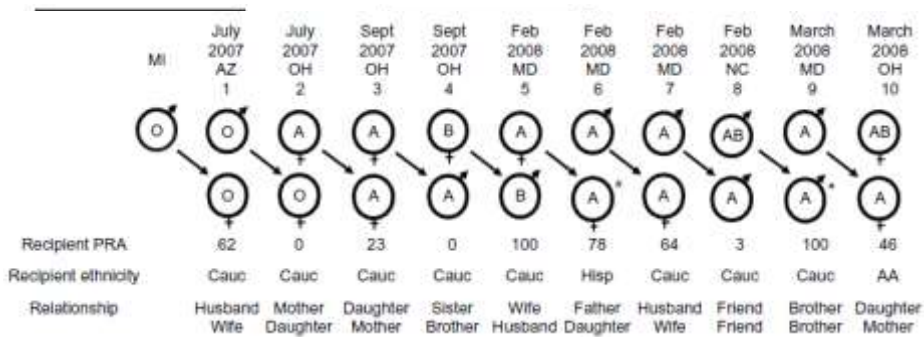 July Jul​y Sept Sept Feb Feb Feb Feb March March
2007 2007 2007 2007 2008 2008 2008 2008 2008 2008
MI AZ OH OH OH MD MD MD NC MD OH
1 2 3 4 5 6 7 8 9 10
O O A A B A A A AB A AB
O O A A B A * A A A * A
Recipient PRA 62 0 23 0 100 78 64 3 100 46
Recipient ethnicity Cauc Cauc Cauc Cauc Cauc Hisp Cauc Cauc Cauc AA
Relationship Husband Mother Daughter Sister Wife Father Husband Friend Brother Daughter
Wife Daughter Mother Brother Husband Daughter Wife Friend Brother Mother